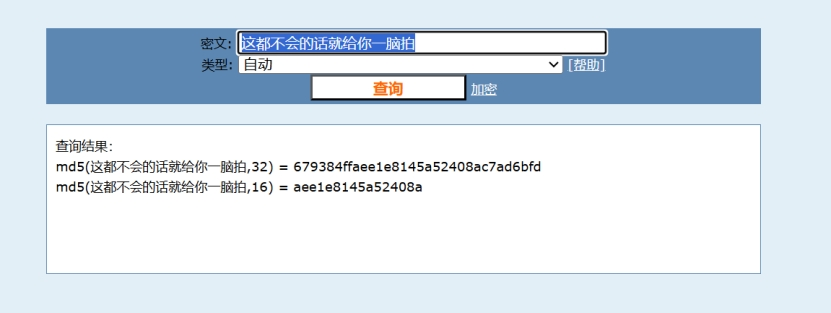 密文: 这都不会的话就给你一脑拍
类型: 自动 [帮助]
查询 加密
查询结果:
md5(这都不会的话就给你一脑拍,32) = 679384ffaee1e8145a52408ac7ad6bfd
md5(这都不会的话就给你一脑拍,16) = aee1e8145a52408a